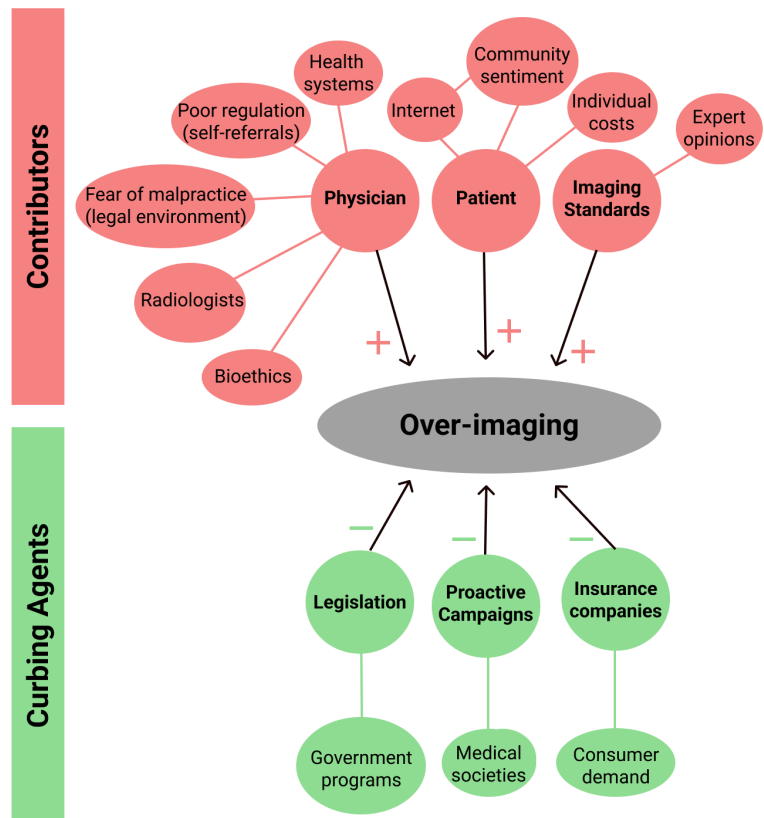 Contributors
Health
systems
Community
sentiment
Poor regulation
(self-referrals)
Internet
Individual
costs
Expert
opinions
Fear of malpractice
(legal environment)
Physician
Patient
Imaging
Standards
Radiologists
Bioethics
+
+
+
Over-imaging
Curbing Agents
–
–
–
Legislation
Proactive
Campaigns
Insurance
companies
Government
programs
Medical
societies
Consumer
demand